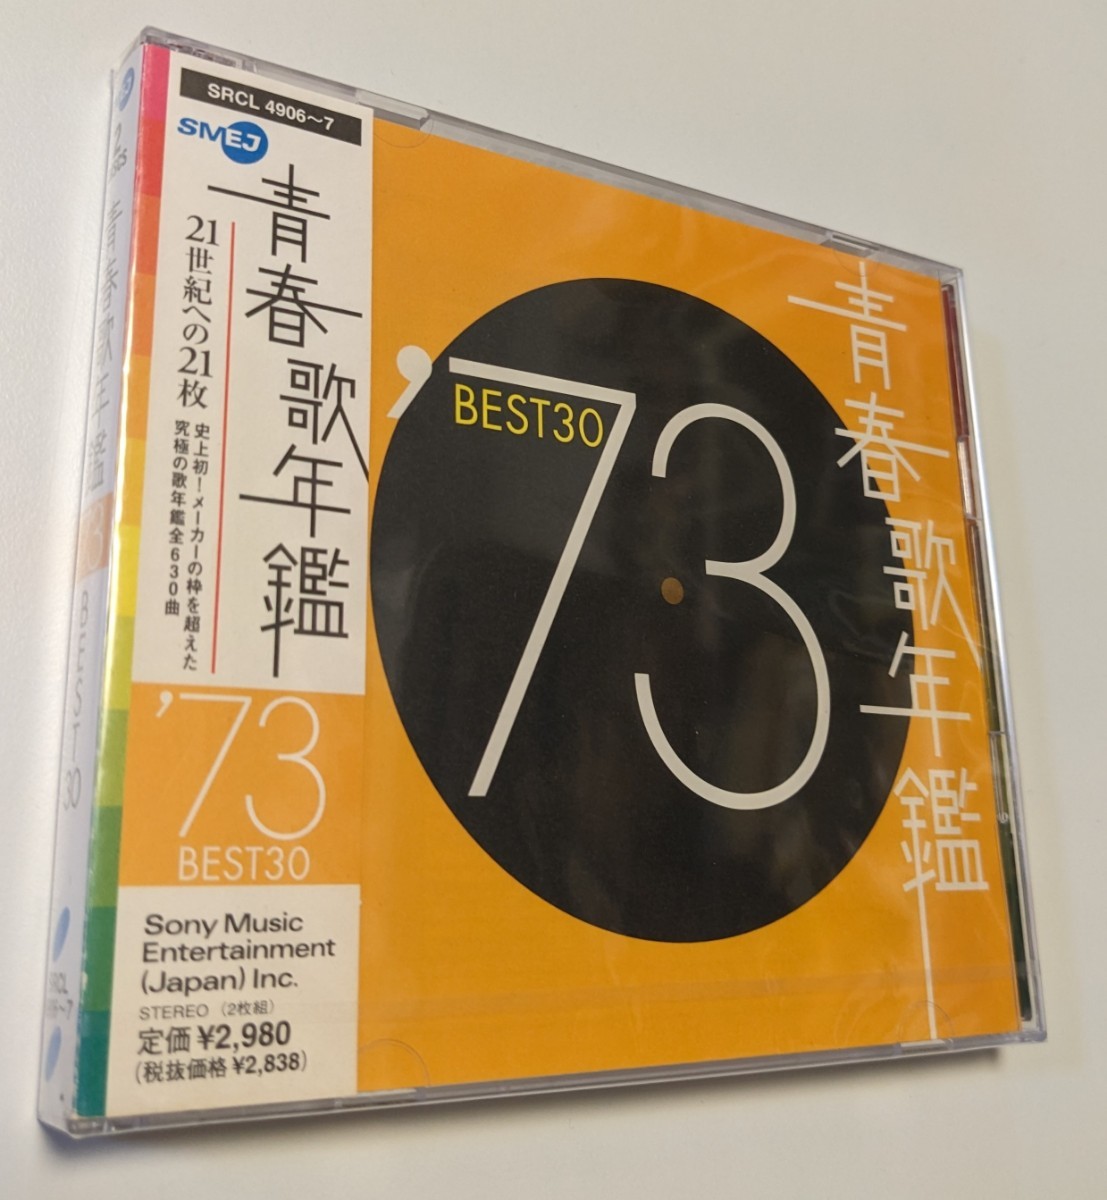 SRCL 4906〜7
SMEJ
青春歌年鑑
21世紀への21枚
史上初！メーカーの枠を超えた
究極の歌年鑑全630曲
'73
BEST30
Sony Music
Entertainment
(Japan) Inc.
STEREO （2枚組）
定価 ¥2,980
(税抜価格 ¥2,838)
'73
BEST30
青春歌年鑑
青春歌年鑑
'73
BEST30
SRCL